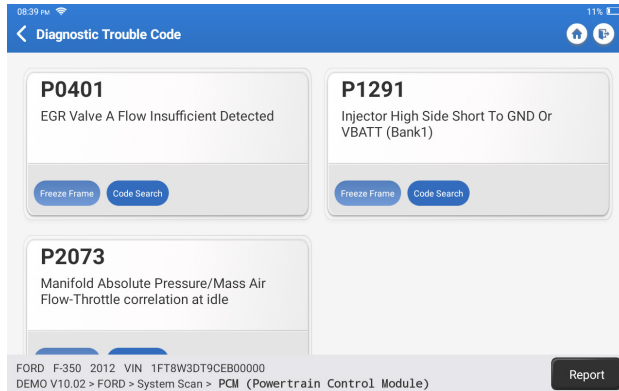 08:39 PM 11%
Diagnostic Trouble Code
P0401
EGR Valve A Flow Insufficient Detected
Freeze Frame Code Search
P1291
Injector High Side Short To GND Or
VBATT (Bank1)
Freeze Frame Code Search
P2073
Manifold Absolute Pressure/Mass Air
Flow-Throttle correlation at idle
FORD F-350 2012 VIN 1FT8W3DT9CEB00000
DEMO V10.02 > FORD > System Scan > PCM (Powertrain Control Module)
Report